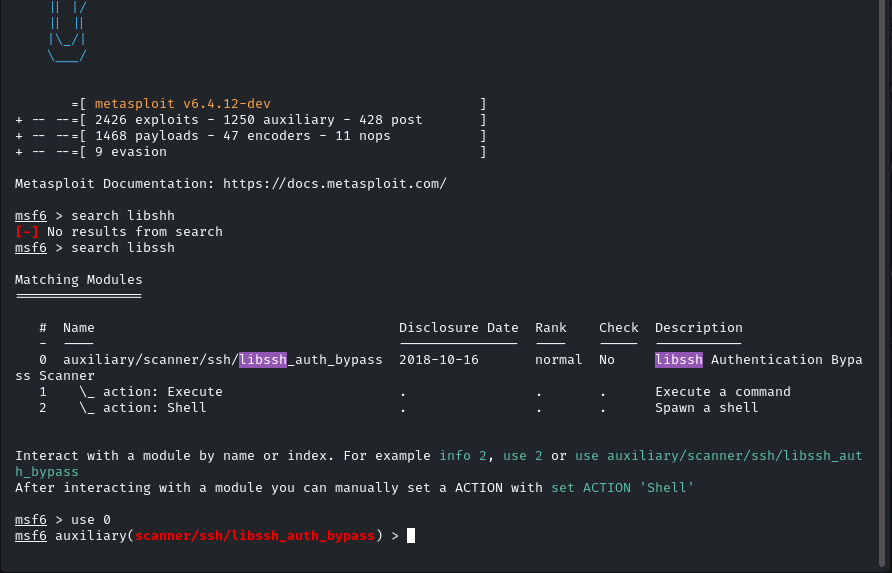 || |/
|| ||
|\_/|
\___/
=[ metasploit v6.4.12-dev ]
+ -- --=[ 2426 exploits - 1250 auxiliary - 428 post ]
+ -- --=[ 1468 payloads - 47 encoders - 11 nops ]
+ -- --=[ 9 evasion ]
Metasploit Documentation: https://docs.metasploit.com/
msf6 > search libshh
[-] No results from search
msf6 > search libssh
Matching Modules
================
# Name Disclosure Date Rank Check Description
- ---- --------------- ---- ----- -----------
0 auxiliary/scanner/ssh/libssh_auth_bypass 2018-10-16 normal No libssh Authentication Bypa
ss Scanner
1 \_ action: Execute . . . Execute a command
2 \_ action: Shell . . . Spawn a shell
Interact with a module by name or index. For example info 2, use 2 or use auxiliary/scanner/ssh/libssh_aut
h_bypass
After interacting with a module you can manually set a ACTION with set ACTION 'Shell'
msf6 > use 0
msf6 auxiliary(scanner/ssh/libssh_auth_bypass) >